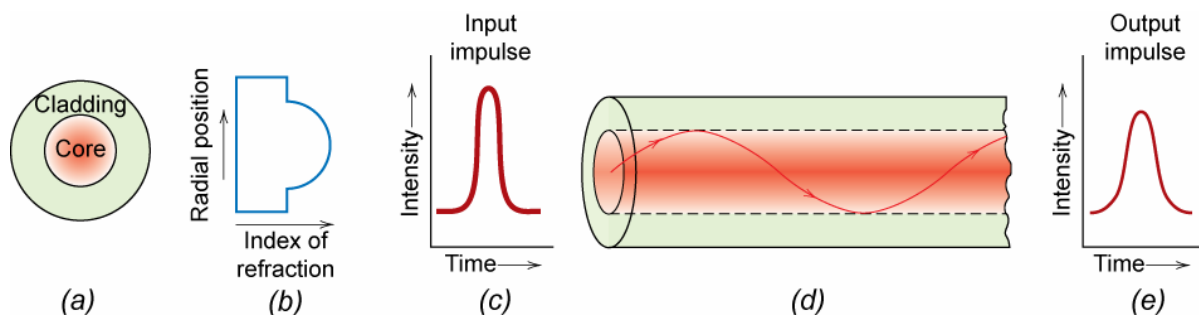 Cladding
Core
(a)
Radial position
Index of
refraction
(b)
Input
impulse
Intensity
Time
(c)
(d)
Output
impulse
Intensity
Time
(e)